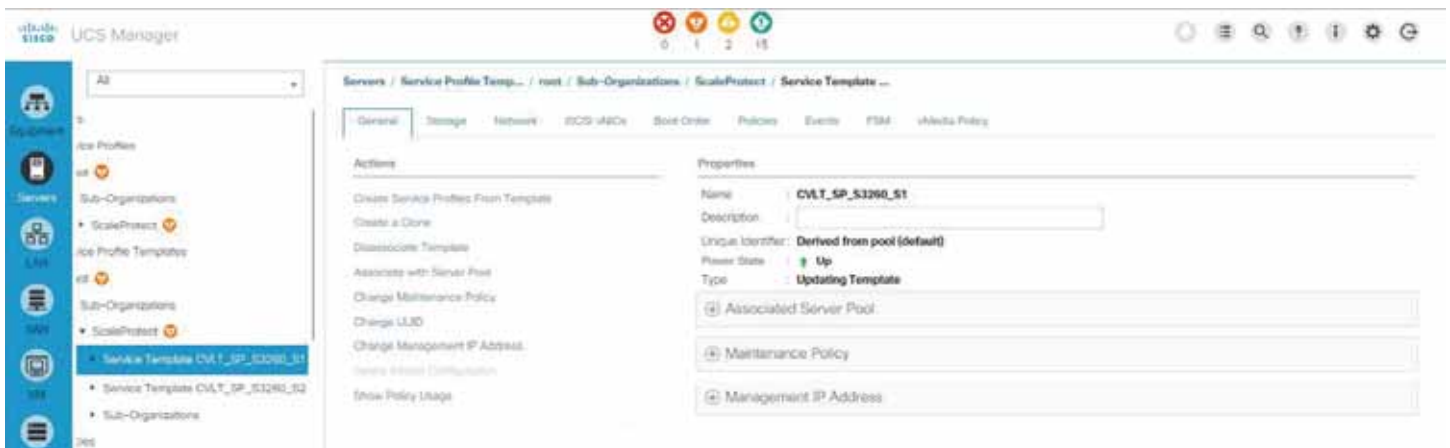 CISCO UCS Manager
0 1 2 15
All
Servers / Service Profile Temp... / root / Sub-Organizations / ScaleProtect / Service Template ...
General Storage Network iSCSI vNICs Boot Order Policies Events FSM vMedia Policy
Equipment
Servers
LAN
SAN
VM
ice Profiles
Sub-Organizations
ScaleProtect
ice Profile Templates
Sub-Organizations
ScaleProtect
Service Template CVLT_SP_S3260_S1
Service Template CVLT_SP_S3260_S2
Sub-Organizations
Actions
Create Service Profiles From Template
Create a Clone
Disassociate Template
Associate with Server Pool
Change Maintenance Policy
Change UUID
Change Management IP Address
Show Policy Usage
Properties
Name : CVLT_SP_S3260_S1
Description :
Unique Identifier : Derived from pool (default)
Power State : Up
Type : Updating Template
Associated Server Pool
Maintenance Policy
Management IP Address